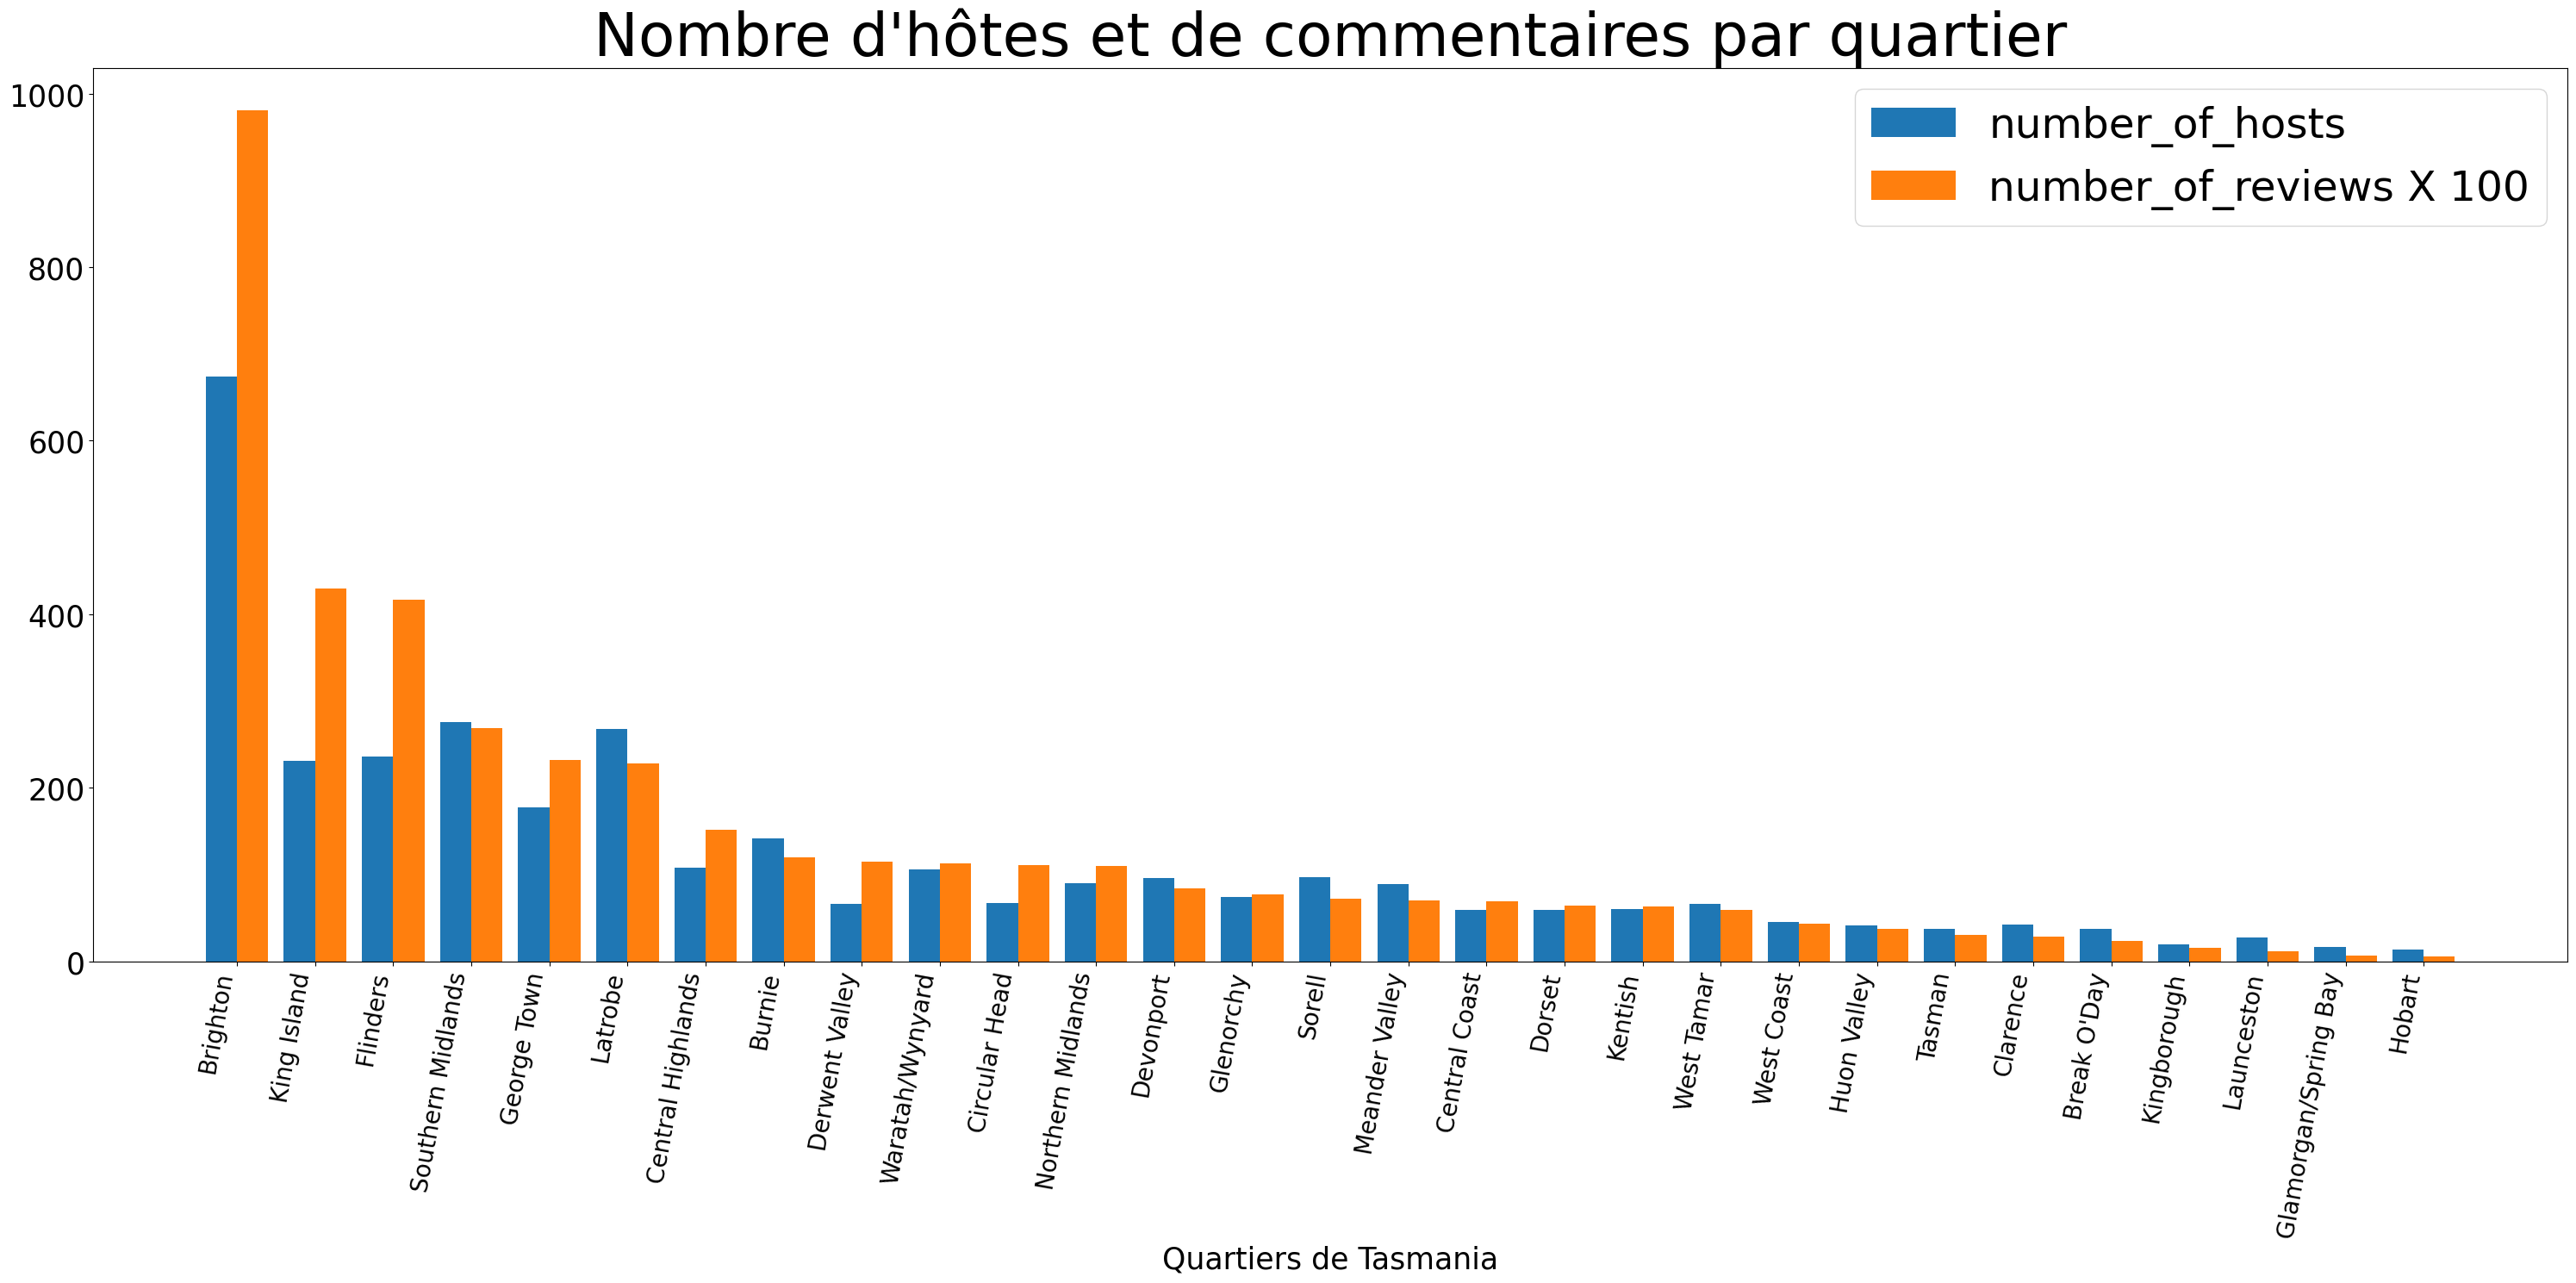 Nombre d'hôtes et de commentaires par quartier
number_of_hosts
number_of_reviews X 100
1000
800
600
400
200
0
Brighton
King Island
Flinders
Southern Midlands
George Town
Latrobe
Central Highlands
Burnie
Derwent Valley
Waratah/Wynyard
Circular Head
Northern Midlands
Devonport
Glenorchy
Sorell
Meander Valley
Central Coast
Dorset
Kentish
West Tamar
West Coast
Huon Valley
Tasman
Clarence
Break O'Day
Kingborough
Launceston
Glamorgan/Spring Bay
Hobart
Quartiers de Tasmania